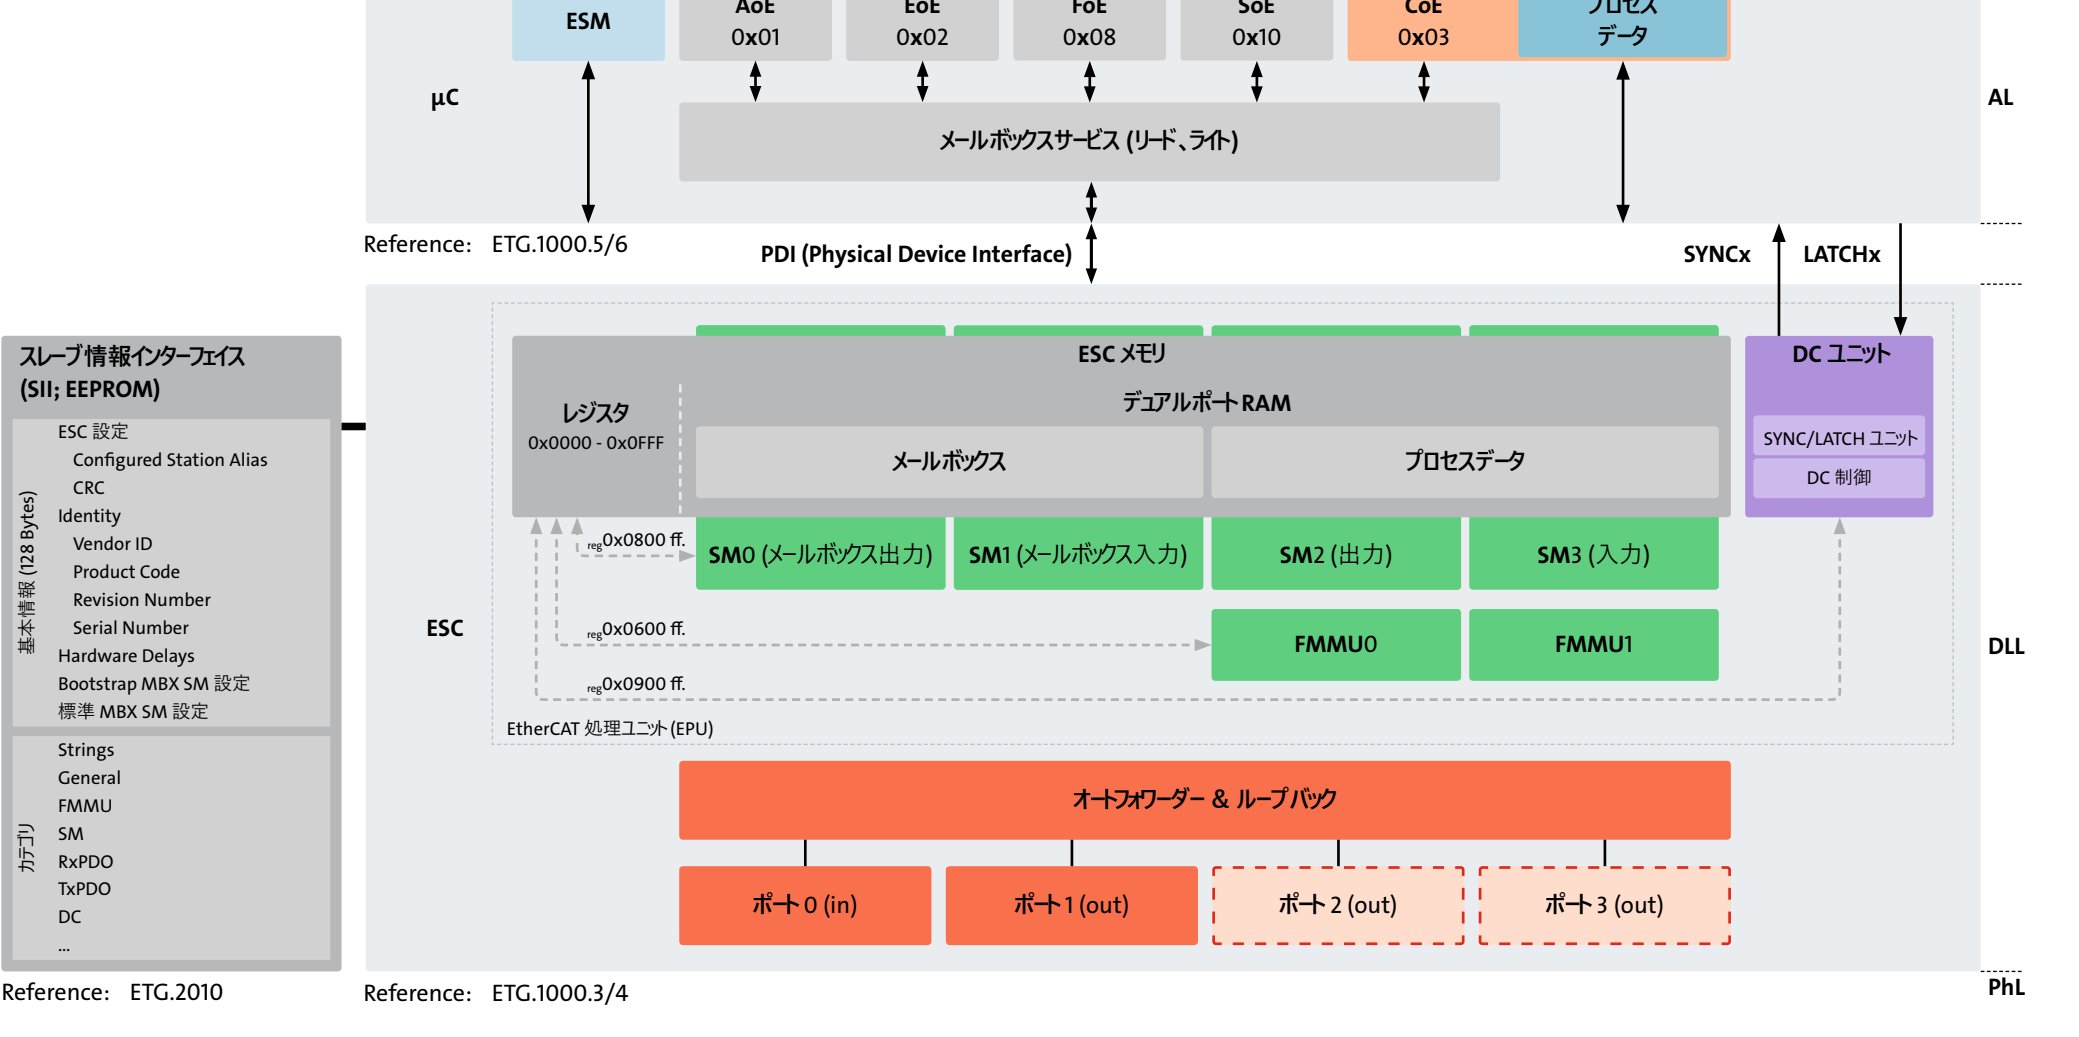 ESM
AoE
0x01
EoE
0x02
FoE
0x08
SoE
0x10
CoE
0x03
プロセス
データ
μC
AL
メールボックスサービス (リード、ライト)
Reference: ETG.1000.5/6
PDI (Physical Device Interface)
SYNCx
LATCHx
スレーブ情報インターフェイス
(SII; EEPROM)
基本情報 (128 Bytes)
ESC 設定
Configured Station Alias
CRC
Identity
Vendor ID
Product Code
Revision Number
Serial Number
Hardware Delays
Bootstrap MBX SM 設定
標準 MBX SM 設定
カテゴリ
Strings
General
FMMU
SM
RxPDO
TxPDO
DC
...
Reference: ETG.2010
ESC メモリ
レジスタ
0x0000 - 0x0FFF
デュアルポート RAM
メールボックス
プロセスデータ
DC ユニット
SYNC/LATCH ユニット
DC 制御
reg0x0800 ff.
SM0 (メールボックス出力)
SM1 (メールボックス入力)
SM2 (出力)
SM3 (入力)
ESC
reg0x0600 ff.
FMMU0
FMMU1
DLL
reg0x0900 ff.
EtherCAT 処理ユニット (EPU)
オートフォワーダー & ループバック
ポート 0 (in)
ポート 1 (out)
ポート 2 (out)
ポート 3 (out)
Reference: ETG.1000.3/4
PhL